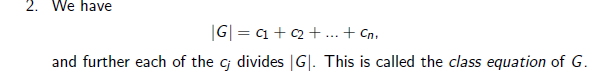 2. We have
|G| = c₁ + c₂ + ... + cₙ,
and further each of the cⱼ divides |G|. This is called the class equation of G.